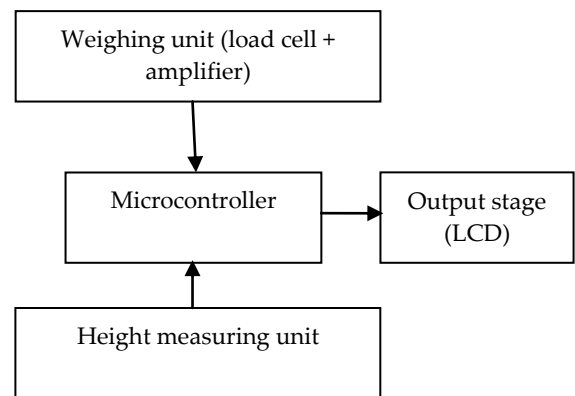 Weighing unit (load cell +
amplifier)
Microcontroller
Output stage
(LCD)
Height measuring unit